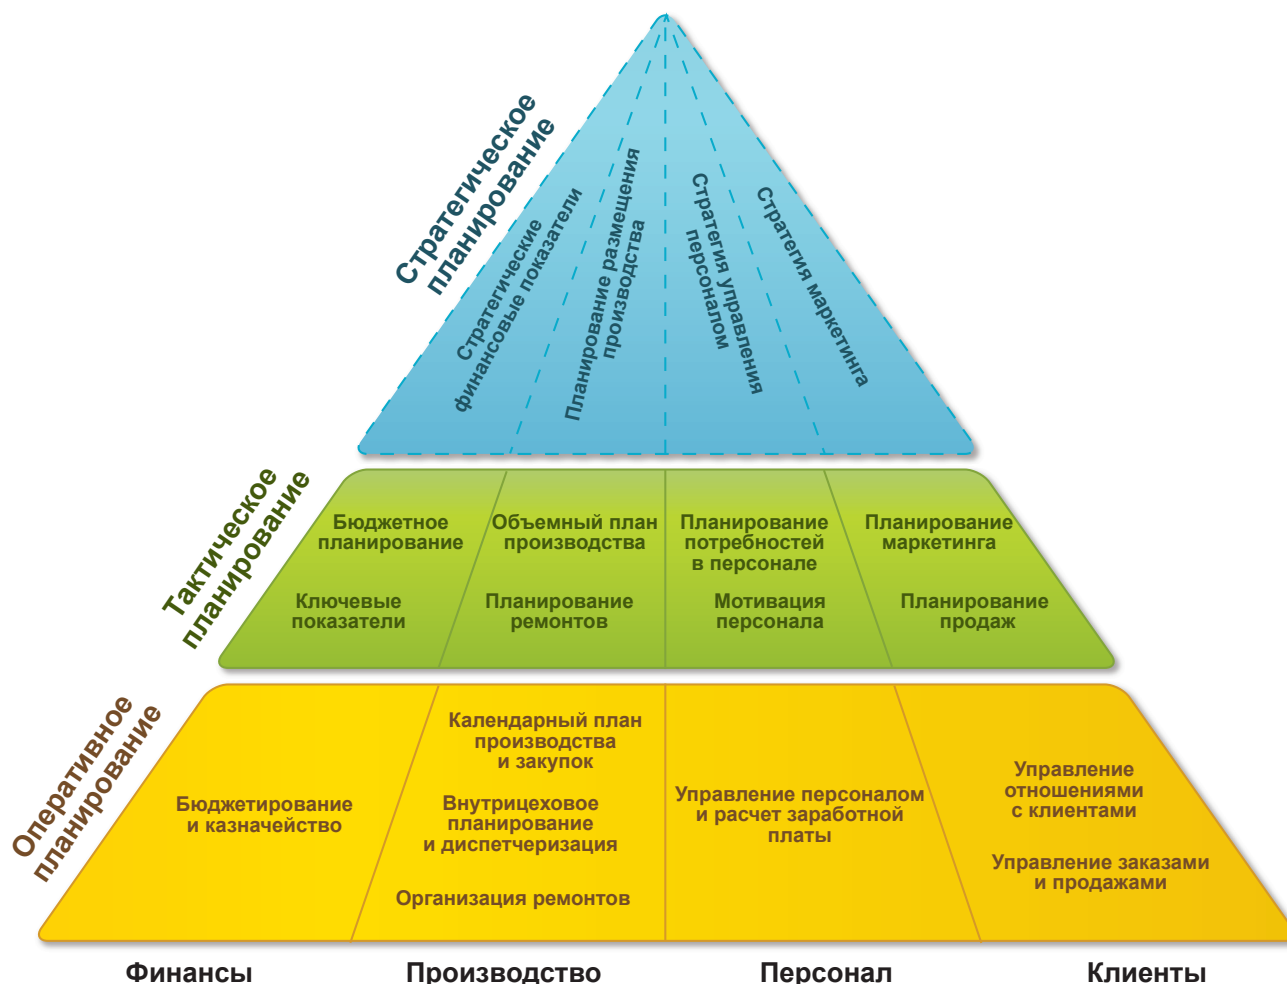 Стратегическое
планирование
Стратегические
финансовые показатели
Планирование размещения
производства
Стратегия управления
персоналом
Стратегия маркетинга
Тактическое
планирование
Бюджетное
планирование
Ключевые
показатели
Объемный план
производства
Планирование
ремонтов
Планирование
потребностей
в персонале
Мотивация
персонала
Планирование
маркетинга
Планирование
продаж
Оперативное
планирование
Бюджетирование
и казначейство
Календарный план
производства
и закупок
Внутрицеховое
планирование
и диспетчеризация
Организация ремонтов
Управление персоналом
и расчет заработной
платы
Управление
отношениями
с клиентами
Управление заказами
и продажами
Финансы
Производство
Персонал
Клиенты